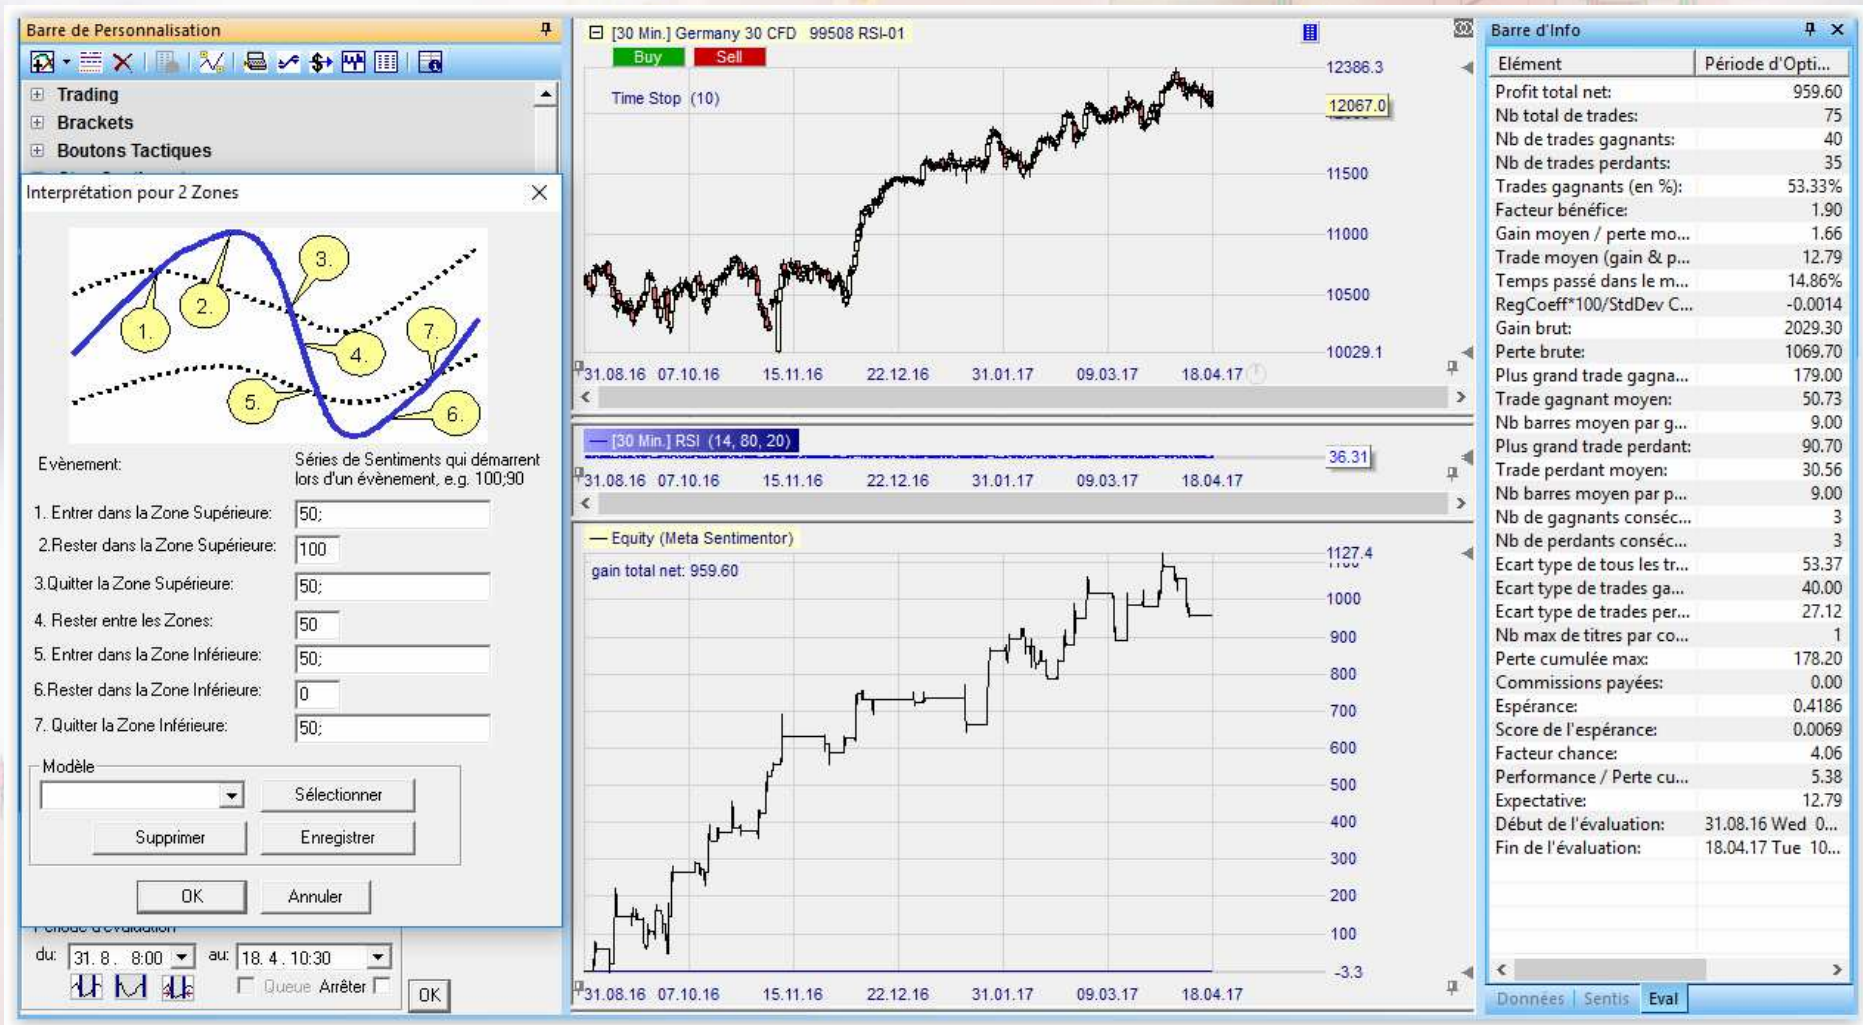 Barre de Personnalisation
Trading
Brackets
Boutons Tactiques
Interprétation pour 2 Zones
1.
2.
3.
4.
5.
6.
7.
Evènement:
Séries de Sentiments qui démarrent
lors d'un évènement, e.g. 100;90
1. Entrer dans la Zone Supérieure: 50;
2.Rester dans la Zone Supérieure: 100
3.Quitter la Zone Supérieure: 50;
4. Rester entre les Zones: 50
5. Entrer dans la Zone Inférieure: 50;
6.Rester dans la Zone Inférieure: 0
7. Quitter la Zone Inférieure: 50;
Modèle
Sélectionner
Supprimer Enregistrer
OK Annuler
du: 31. 8. 8:00 au: 18. 4. 10:30
Queue Arrêter OK
[30 Min.] Germany 30 CFD 99508 RSI-01
Buy Sell
Time Stop (10)
12386.3
12067.0
11500
11000
10500
10029.1
31.08.16 07.10.16 15.11.16 22.12.16 31.01.17 09.03.17 18.04.17
[30 Min.] RSI (14, 80, 20)
36.31
31.08.16 07.10.16 15.11.16 22.12.16 31.01.17 09.03.17 18.04.17
Equity (Meta Sentimentor)
gain total net: 959.60
1127.4
1000
900
800
700
600
500
400
300
200
100
-3.3
31.08.16 07.10.16 15.11.16 22.12.16 31.01.17 09.03.17 18.04.17
Barre d'Info
Elément Période d'Opti...
Profit total net: 959.60
Nb total de trades: 75
Nb de trades gagnants: 40
Nb de trades perdants: 35
Trades gagnants (en %): 53.33%
Facteur bénéfice: 1.90
Gain moyen / perte mo... 1.66
Trade moyen (gain & p... 12.79
Temps passé dans le m... 14.86%
RegCoeff*100/StdDev C... -0.0014
Gain brut: 2029.30
Perte brute: 1069.70
Plus grand trade gagna... 179.00
Trade gagnant moyen: 50.73
Nb barres moyen par g... 9.00
Plus grand trade perdant: 90.70
Trade perdant moyen: 30.56
Nb barres moyen par p... 9.00
Nb de gagnants conséc... 3
Nb de perdants conséc... 3
Ecart type de tous les tr... 53.37
Ecart type de trades ga... 40.00
Ecart type de trades per... 27.12
Nb max de titres par co... 1
Perte cumulée max: 178.20
Commissions payées: 0.00
Espérance: 0.4186
Score de l'espérance: 0.0069
Facteur chance: 4.06
Performance / Perte cu... 5.38
Expectative: 12.79
Début de l'évaluation: 31.08.16 Wed 0...
Fin de l'évaluation: 18.04.17 Tue 10...
Données Sentis Eval